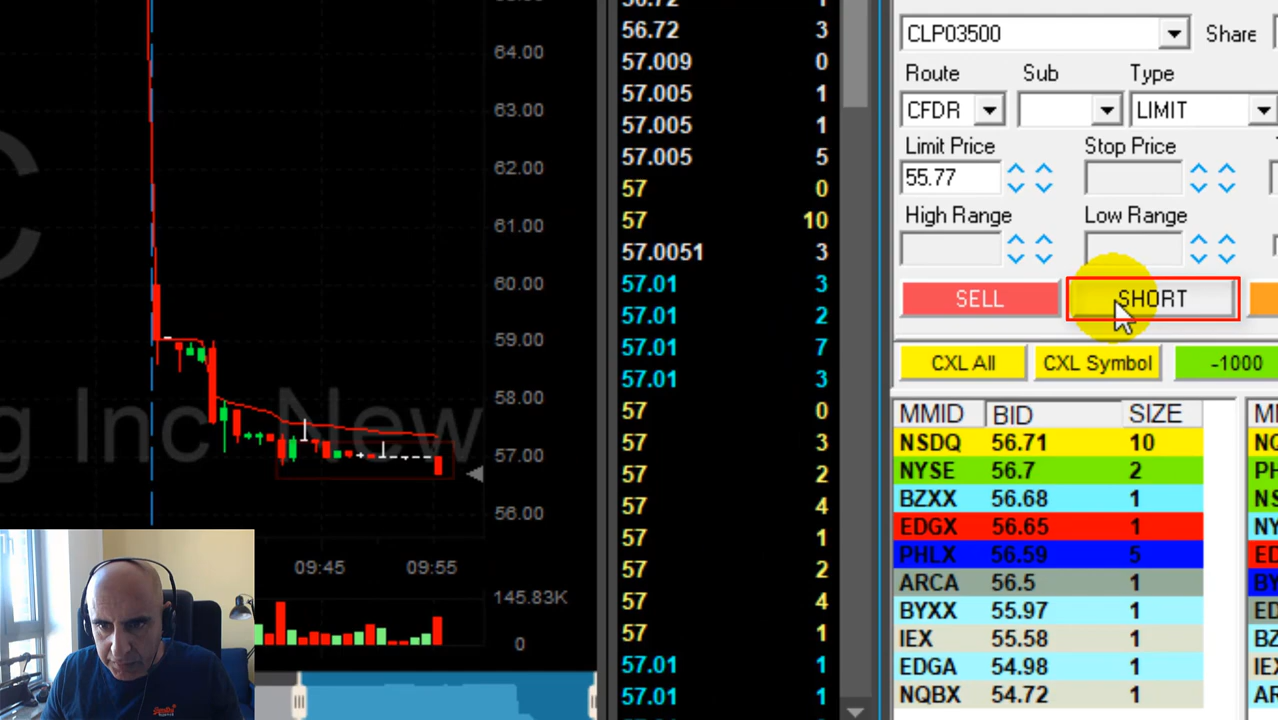 64.00
63.00
62.00
61.00
60.00
59.00
58.00
57.00
56.00
g Inc New
C
09:45 09:55
145.83K
0
56.72 3
57.009 0
57.005 1
57.005 1
57.005 5
57 0
57 10
57.0051 3
57.01 3
57.01 2
57.01 7
57.01 3
57 0
57 3
57 2
57 4
57 1
57 2
57 4
57 1
57.01 1
57.01 1
CLP03500 Share
Route Sub Type
CFDR LIMIT
Limit Price Stop Price
55.77
High Range Low Range
SELL SHORT
CXL All CXL Symbol -1000
MMID BID SIZE
NSDQ 56.71 10
NYSE 56.7 2
BZXX 56.68 1
EDGX 56.65 1
PHLX 56.59 5
ARCA 56.5 1
BYXX 55.97 1
IEX 55.58 1
EDGA 54.98 1
NQBX 54.72 1